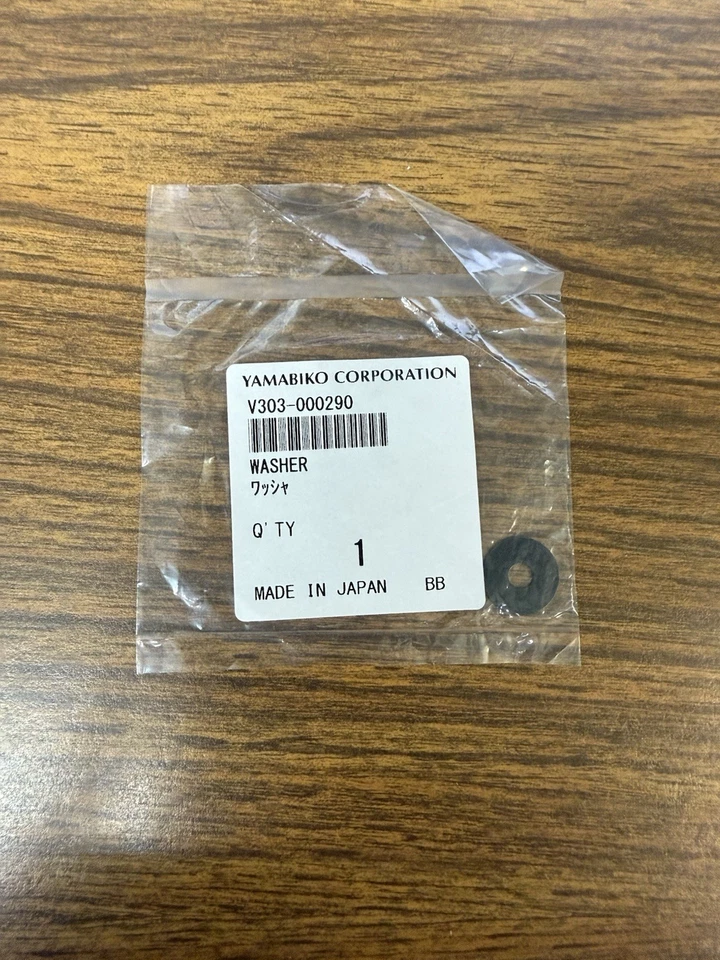 YAMABIKO CORPORATION
V303-000290
WASHER
ワッシャ
Q'TY
1
MADE IN JAPAN BB